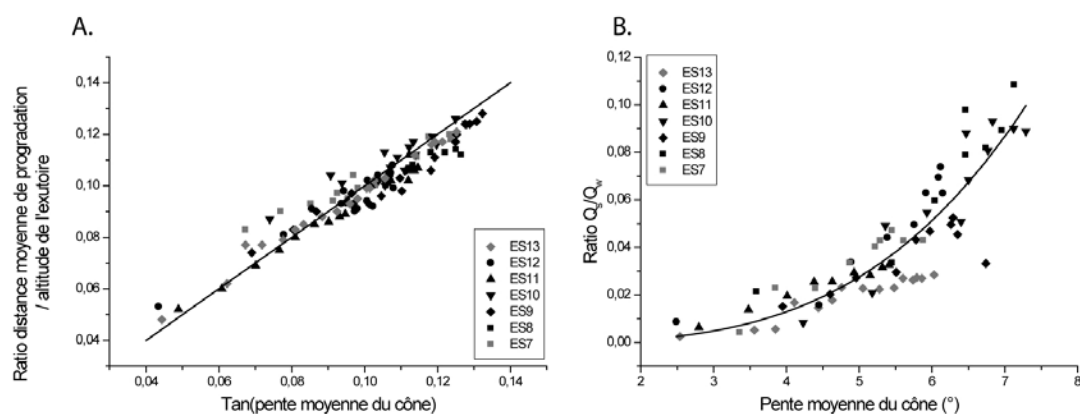 A.
Ratio distance moyenne de progradation
/ altitude de l'exutoire
0,14
0,12
0,10
0,08
0,06
0,04
0,04
0,06
0,08
0,10
0,12
0,14
Tan(pente moyenne du cône)
ES13
ES12
ES11
ES10
ES9
ES8
ES7
B.
Ratio Qs/Qw
0,12
0,10
0,08
0,06
0,04
0,02
0,00
2
3
4
5
6
7
8
Pente moyenne du cône (°)
ES13
ES12
ES11
ES10
ES9
ES8
ES7